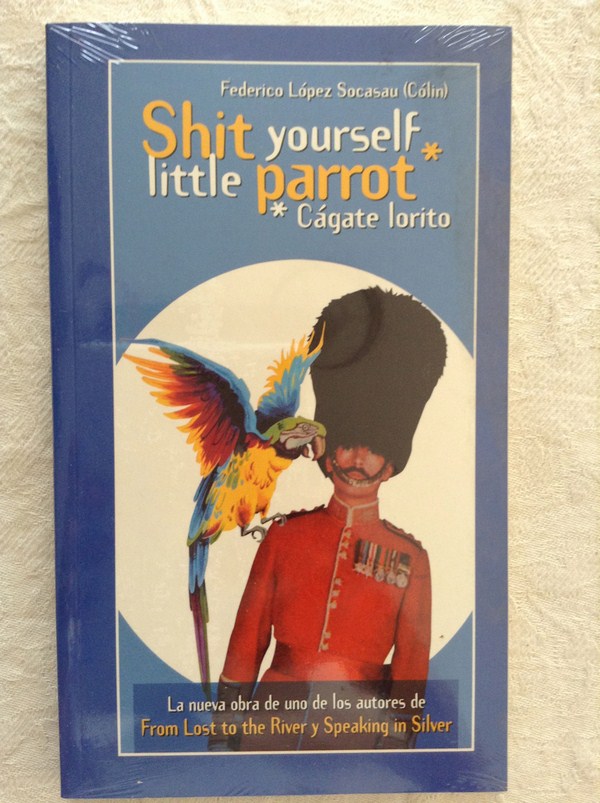 Federico López Socasau (Cólin)
Shit yourself
little parrot *
* Cágate lorito
La nueva obra de uno de los autores de
From Lost to the River y Speaking in Silver